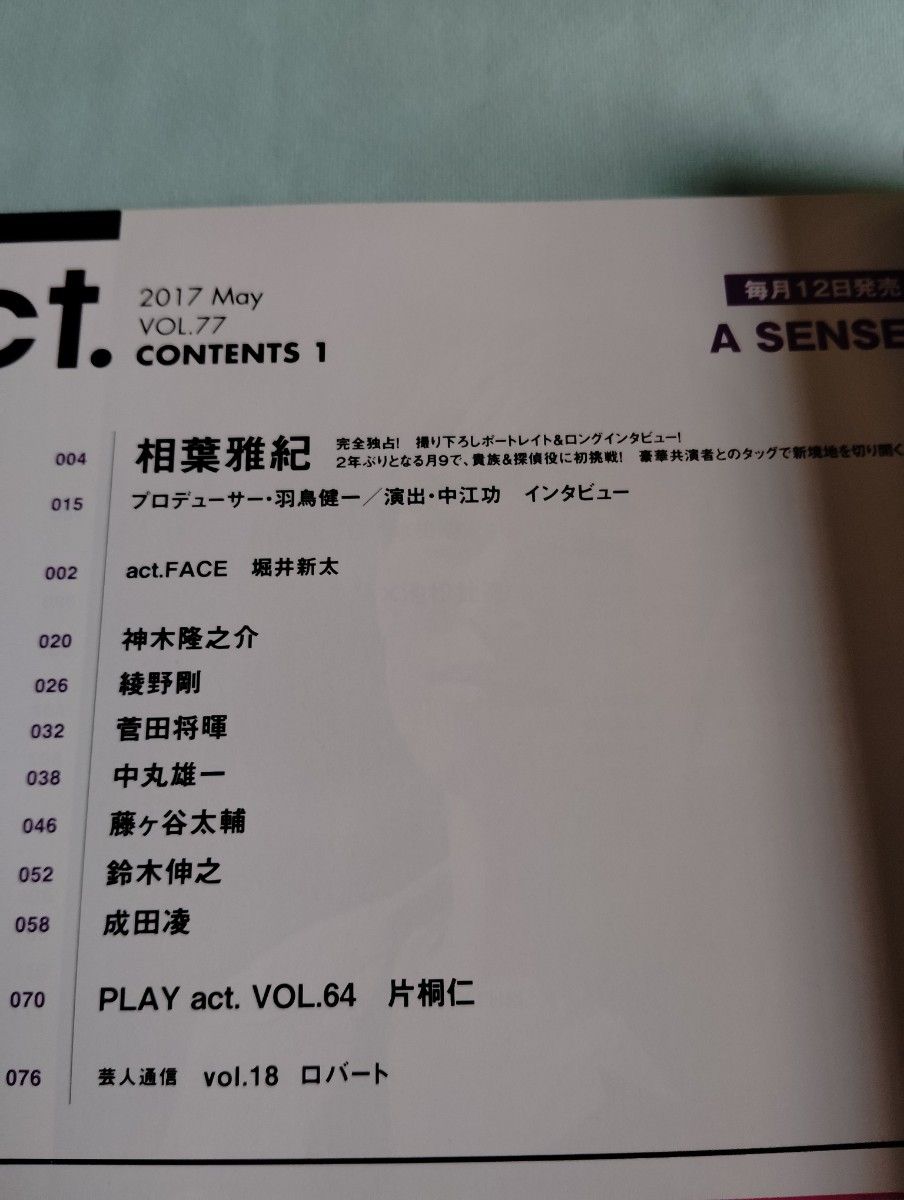 ct.
2017 May
VOL.77
CONTENTS 1
毎月12日発売
A SENSE
004 相葉雅紀 完全独占! 撮り下ろしポートレイト&ロングインタビュー!
2年ぶりとなる月9で、貴族&探偵役に初挑戦! 豪華共演者とのタッグで新境地を切り開く
015 プロデューサー・羽鳥健一/演出・中江功 インタビュー
002 act.FACE 堀井新太
020 神木隆之介
026 綾野剛
032 菅田将暉
038 中丸雄一
046 藤ヶ谷太輔
052 鈴木伸之
058 成田凌
070 PLAY act. VOL.64 片桐仁
076 芸人通信 vol.18 ロバート